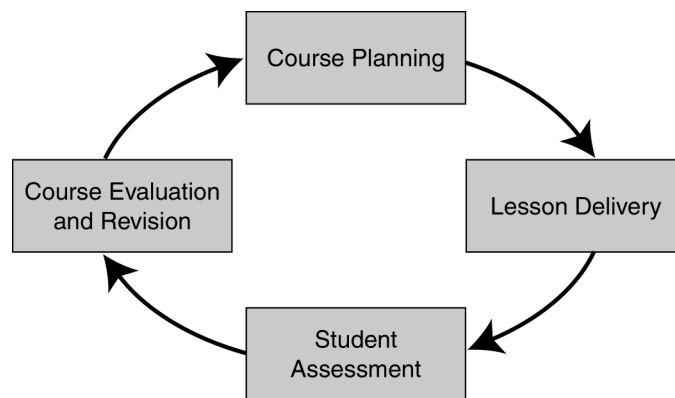 Course Planning
Lesson Delivery
Student
Assessment
Course Evaluation
and Revision